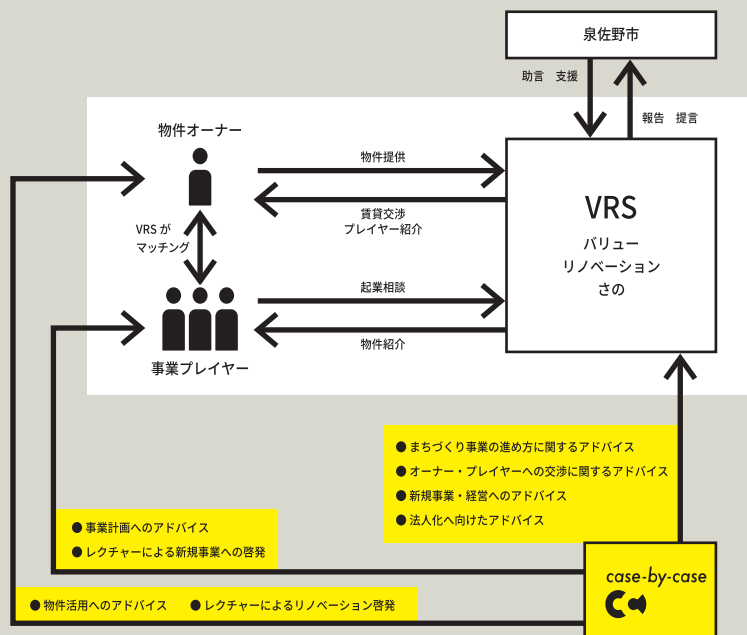 泉佐野市
助言　支援
報告　提言
物件オーナー
物件提供
賃貸交渉
プレイヤー紹介
VRS が
マッチング
VRS
バリュー
リノベーション
さの
起業相談
物件紹介
事業プレイヤー
● まちづくり事業の進め方に関するアドバイス
● オーナー・プレイヤーへの交渉に関するアドバイス
● 新規事業・経営へのアドバイス
● 法人化へ向けたアドバイス
● 事業計画へのアドバイス
● レクチャーによる新規事業への啓発
case-by-case
● 物件活用へのアドバイス　● レクチャーによるリノベーション啓発